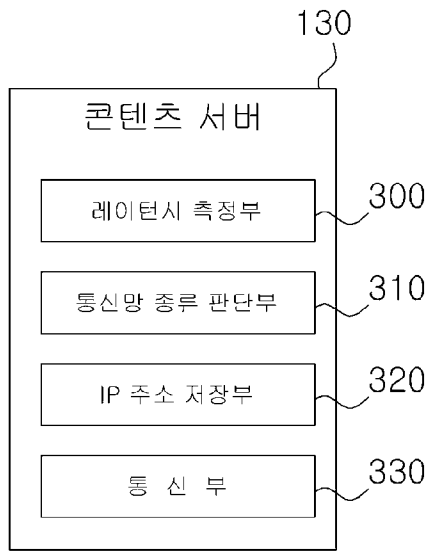 130
콘텐츠 서버
레이턴시 측정부
300
통신망 종류 판단부
310
IP 주소 저장부
320
통 신 부
330